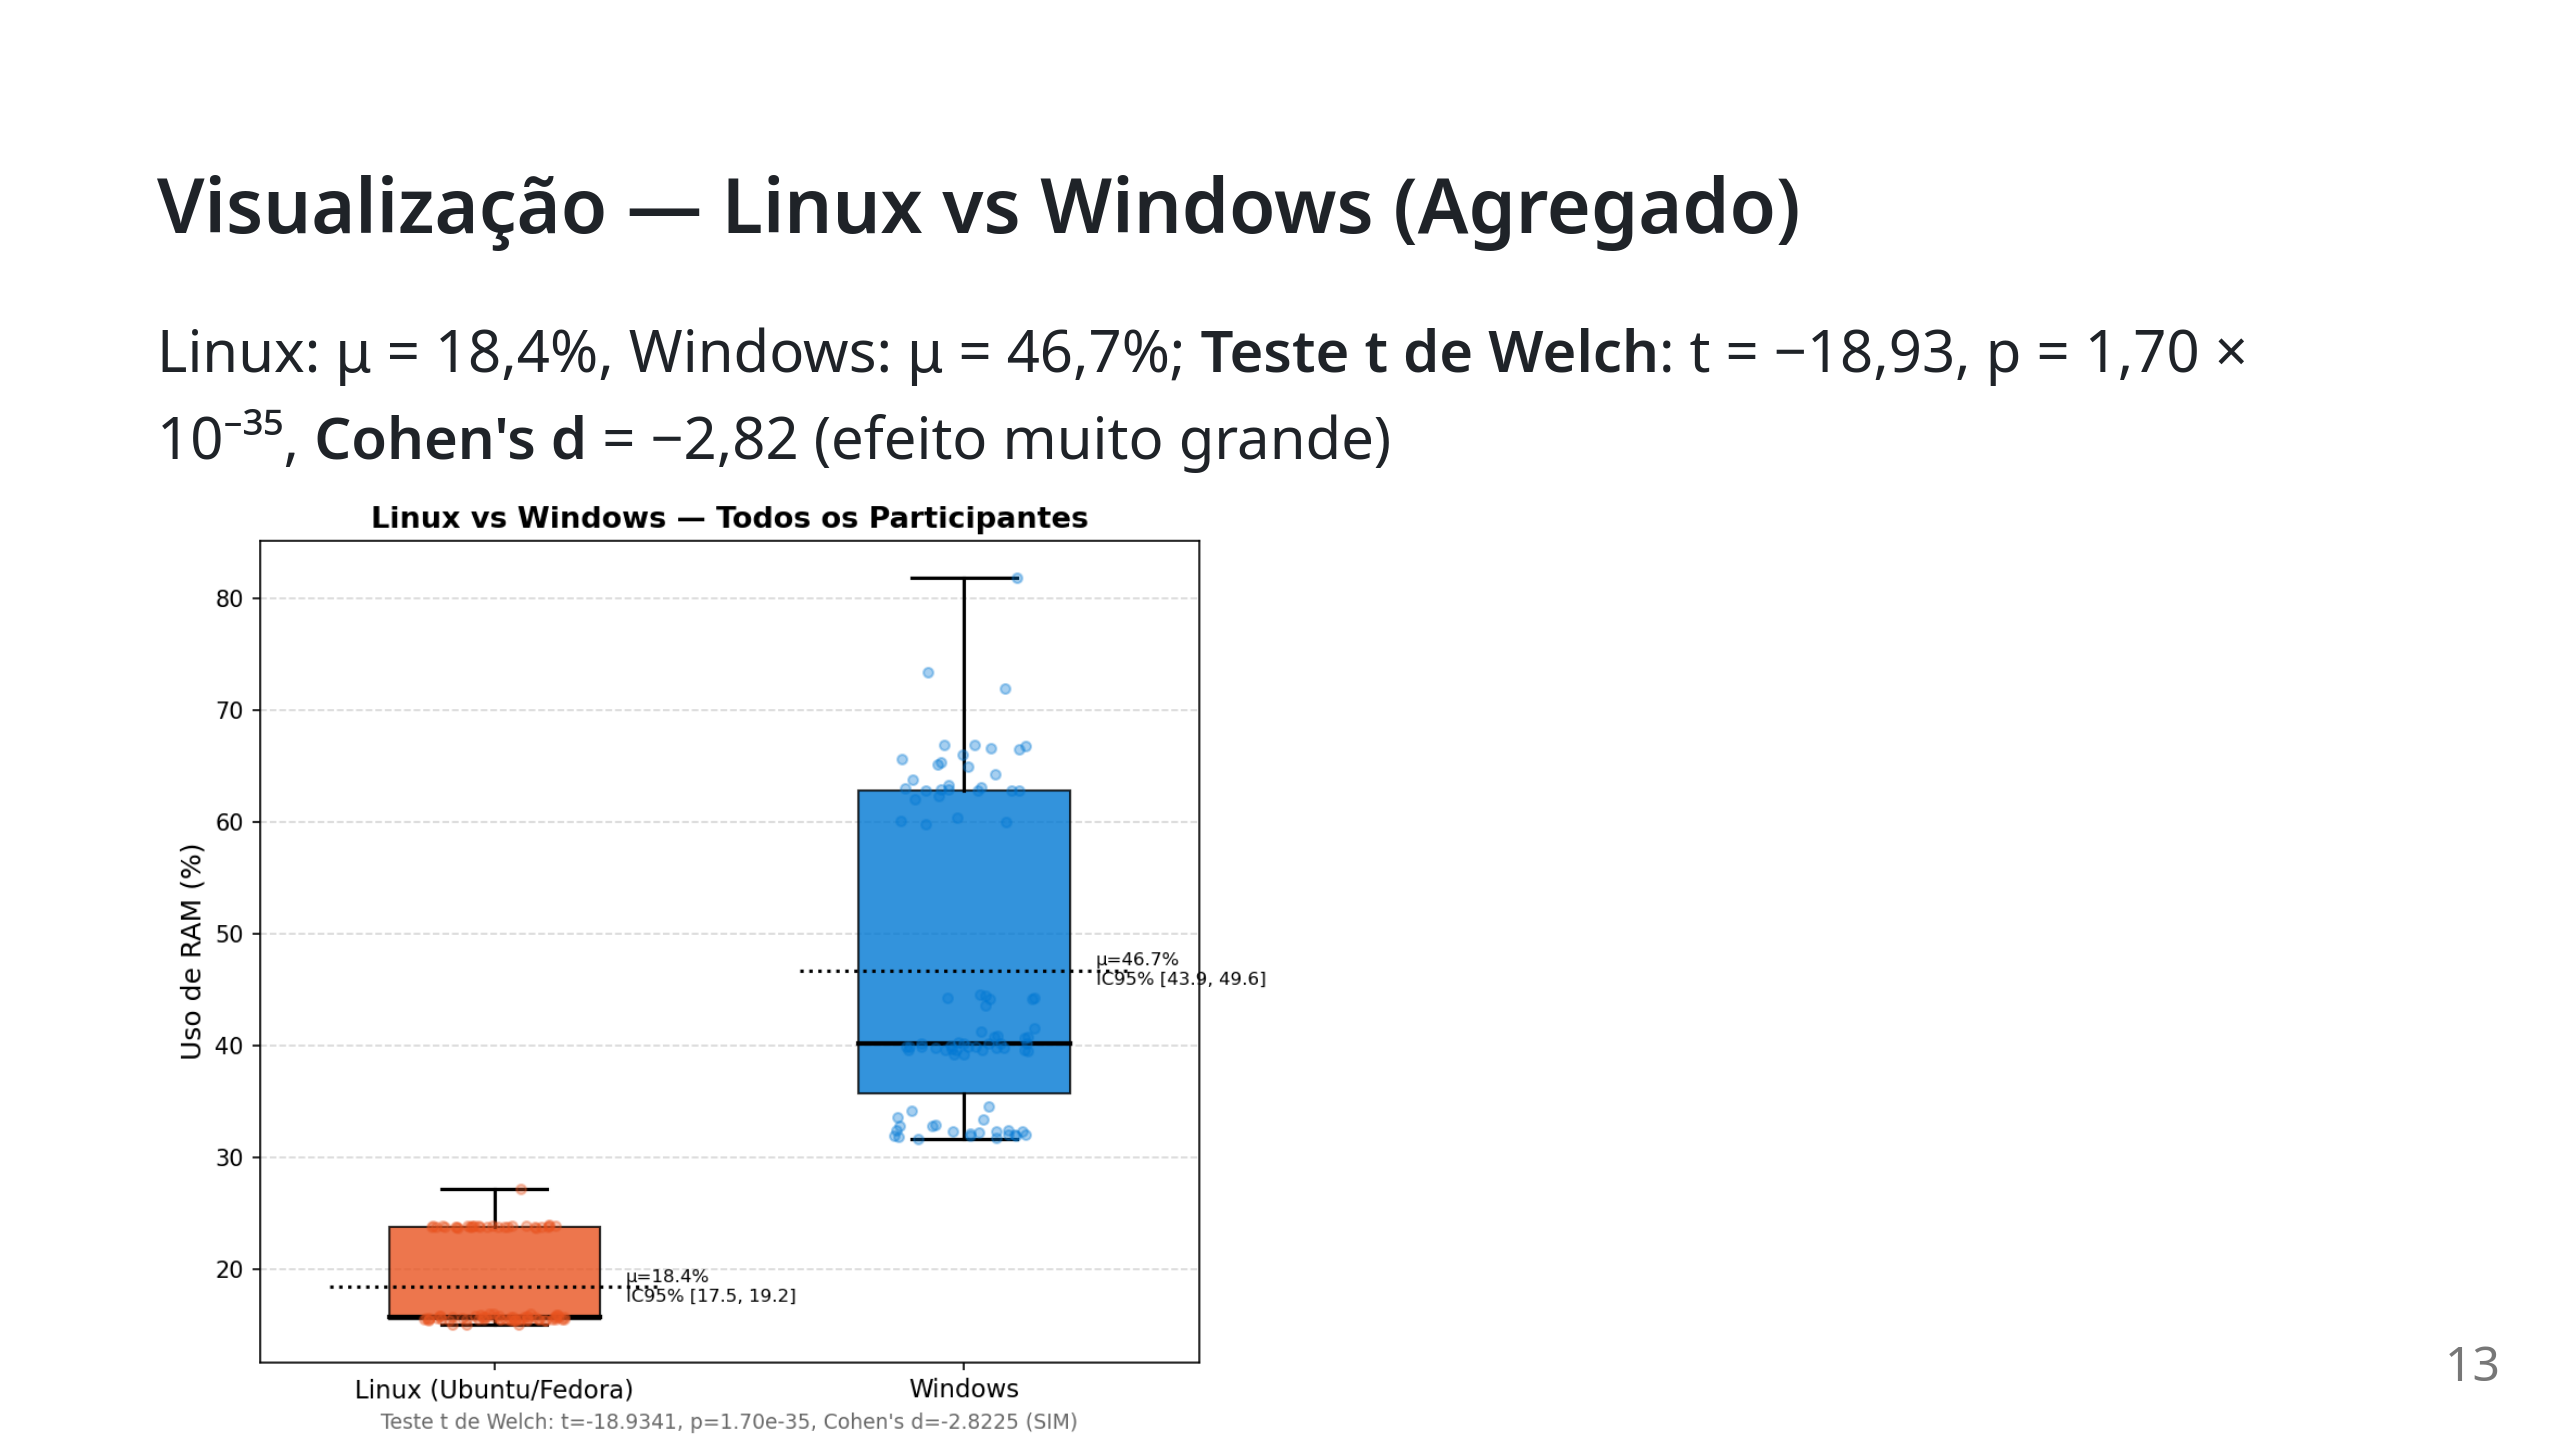 Visualização — Linux vs Windows (Agregado)
Linux: μ = 18,4%, Windows: μ = 46,7%; Teste t de Welch: t = −18,93, p = 1,70 ×
10⁻³⁵, Cohen's d = −2,82 (efeito muito grande)
Linux vs Windows — Todos os Participantes
Uso de RAM (%)
80
70
60
50
40
30
20
μ=46.7%
IC95% [43.9, 49.6]
μ=18.4%
IC95% [17.5, 19.2]
Linux (Ubuntu/Fedora)
Windows
Teste t de Welch: t=-18.9341, p=1.70e-35, Cohen's d=-2.8225 (SIM)
13